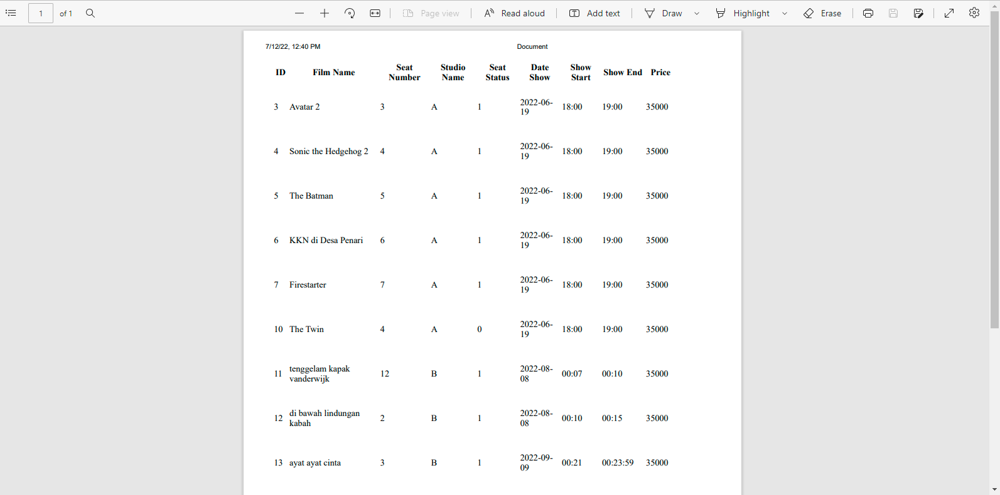 1 of 1 Page view Read aloud Add text Draw Highlight Erase
7/12/22, 12:40 PM Document
ID Film Name Seat Number Studio Name Seat Status Date Show Show Start Show End Price
3 Avatar 2 3 A 1 2022-06-19 18:00 19:00 35000
4 Sonic the Hedgehog 2 4 A 1 2022-06-19 18:00 19:00 35000
5 The Batman 5 A 1 2022-06-19 18:00 19:00 35000
6 KKN di Desa Penari 6 A 1 2022-06-19 18:00 19:00 35000
7 Firestarter 7 A 1 2022-06-19 18:00 19:00 35000
10 The Twin 4 A 0 2022-06-19 18:00 19:00 35000
11 tenggelam kapak vanderwijk 12 B 1 2022-08-08 00:07 00:10 35000
12 di bawah lindungan kabah 2 B 1 2022-08-08 00:10 00:15 35000
13 ayat ayat cinta 3 B 1 2022-09-09 00:21 00:23:59 35000